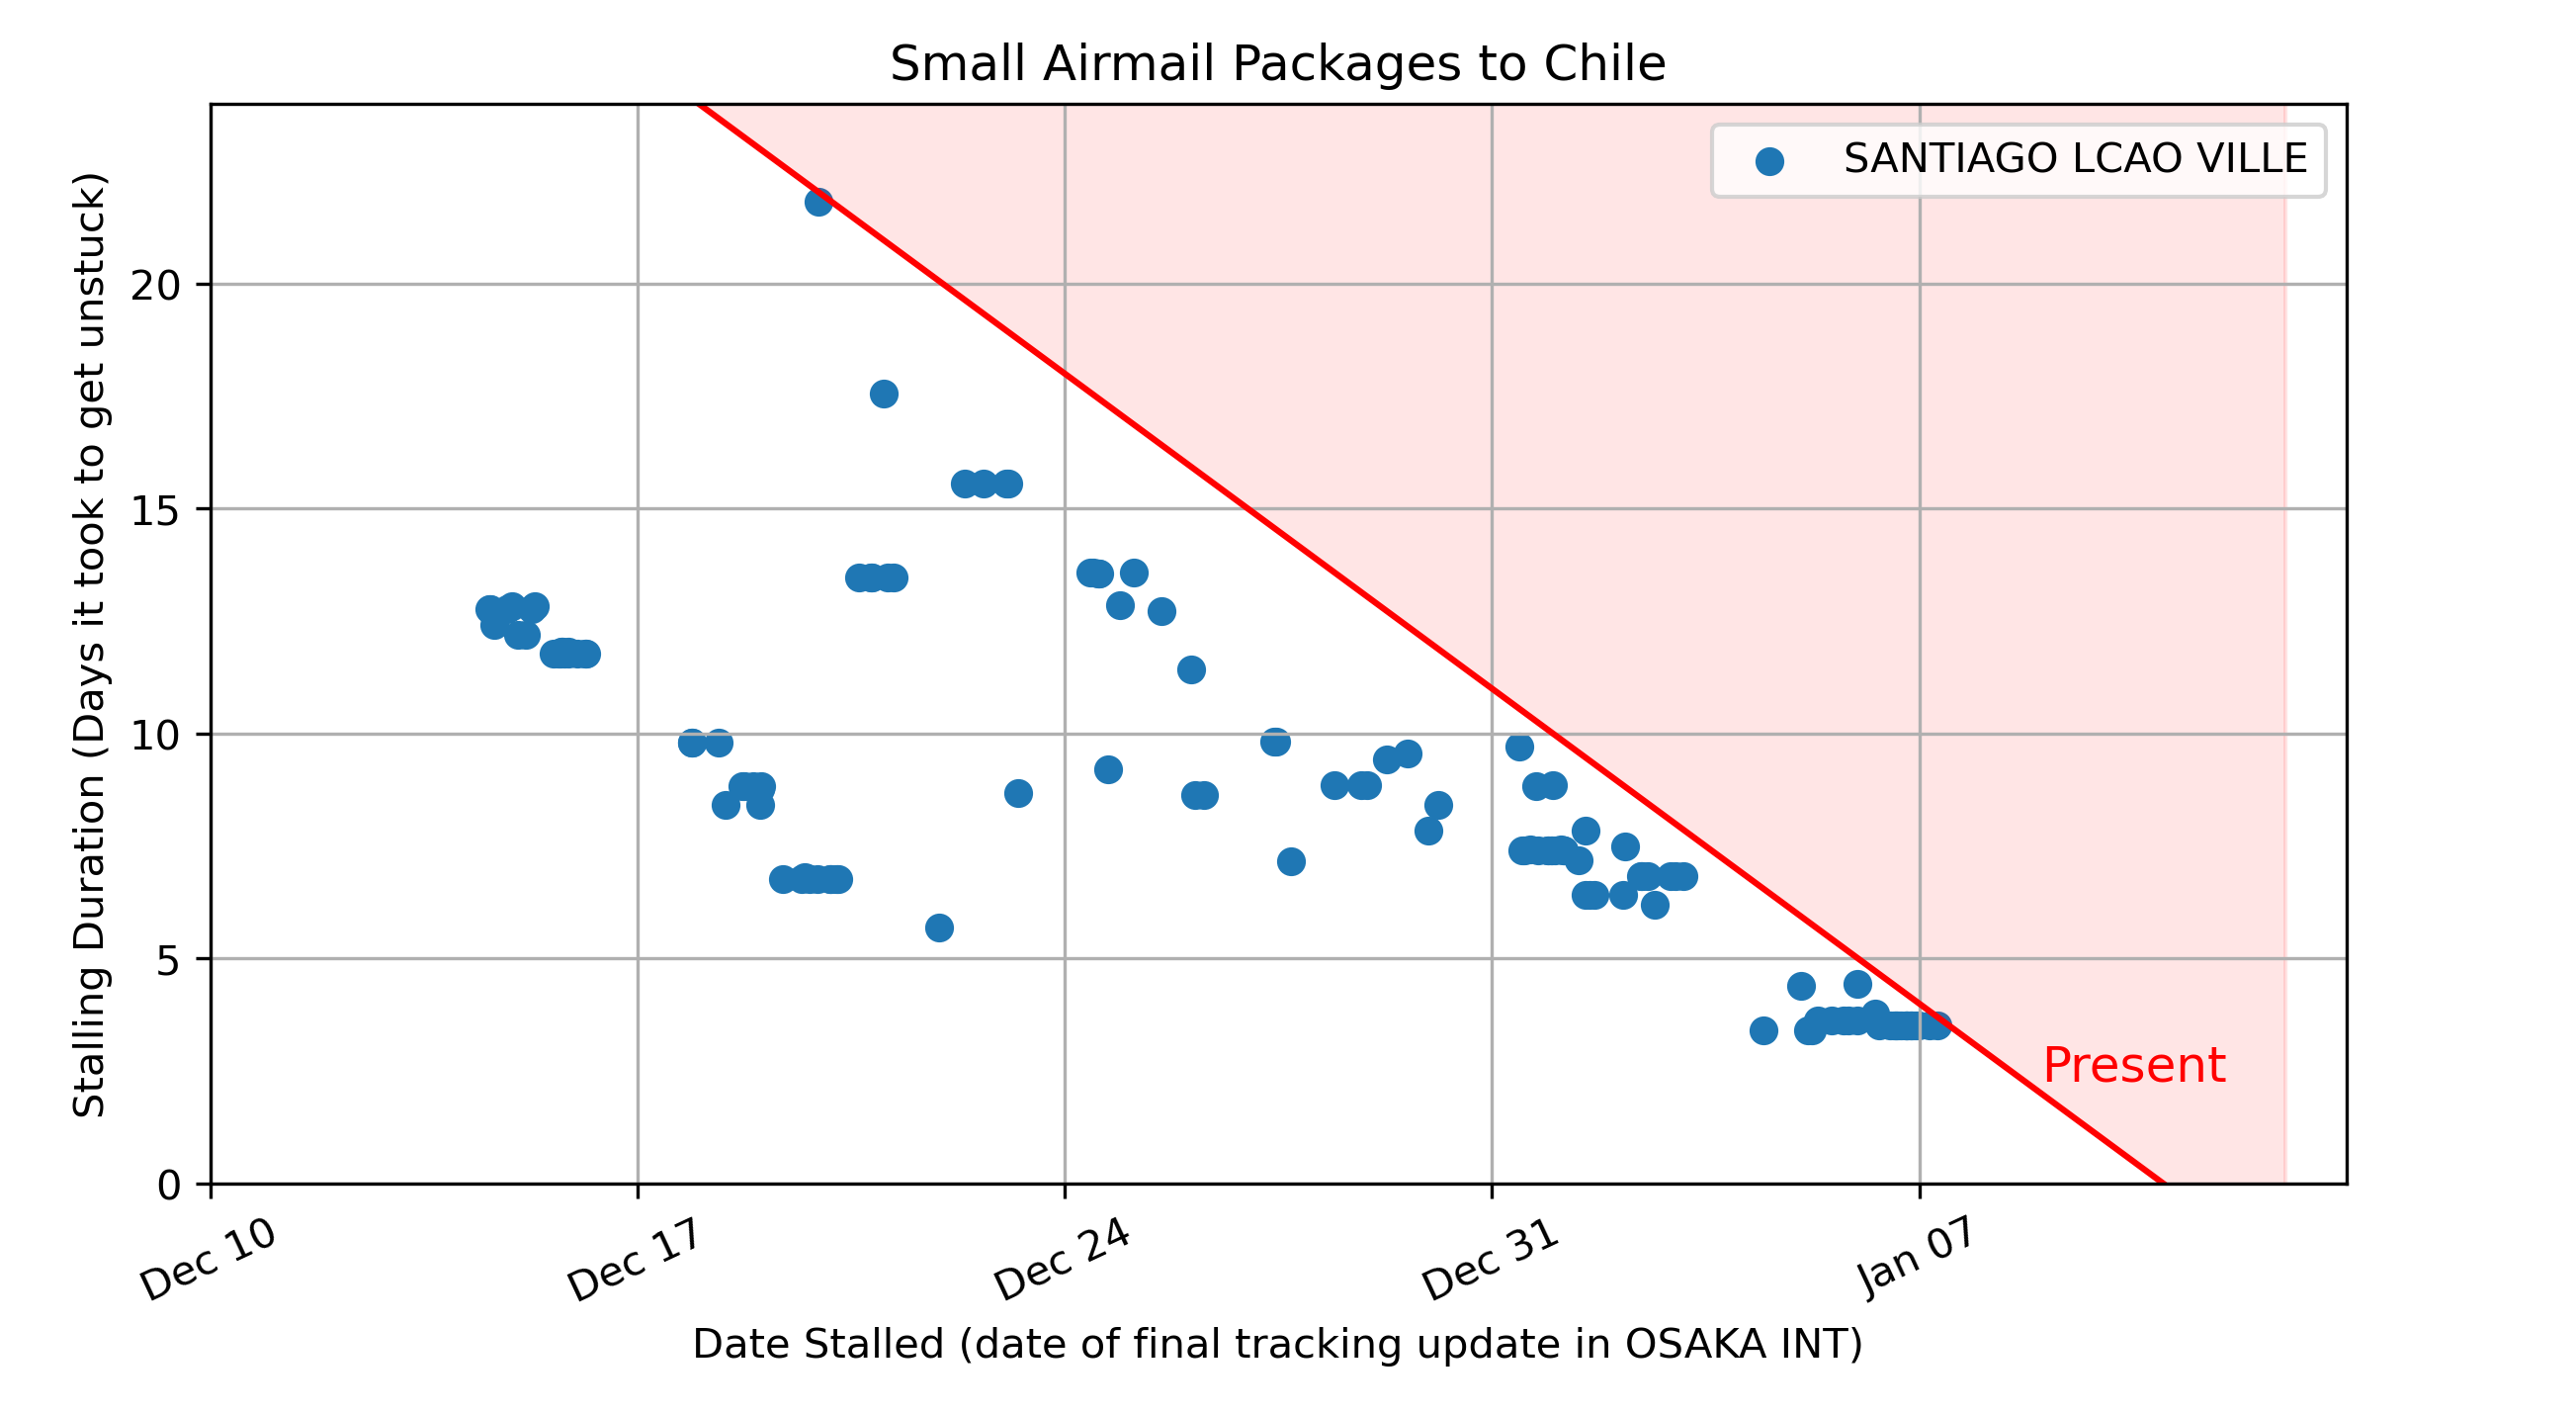 Small Airmail Packages to Chile
SANTIAGO LCAO VILLE
Stalling Duration (Days it took to get unstuck)
20
15
10
5
0
Present
Dec 10
Dec 17
Dec 24
Dec 31
Jan 07
Date Stalled (date of final tracking update in OSAKA INT)